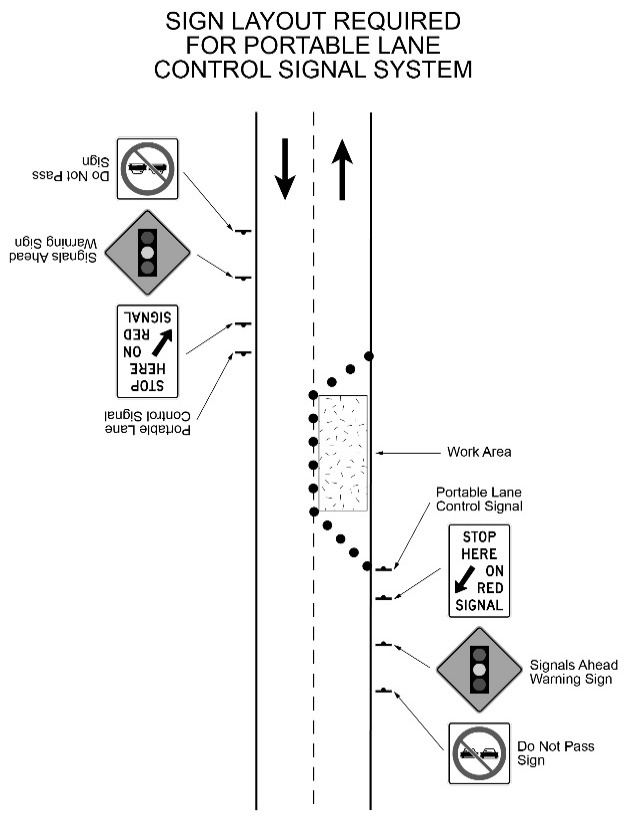 SIGN LAYOUT REQUIRED
FOR PORTABLE LANE
CONTROL SIGNAL SYSTEM
Do Not Pass
Sign
Signals Ahead
Warning Sign
STOP
HERE
ON
RED
SIGNAL
Portable Lane
Control Signal
Work Area
Portable Lane
Control Signal
STOP
HERE
ON
RED
SIGNAL
Signals Ahead
Warning Sign
Do Not Pass
Sign